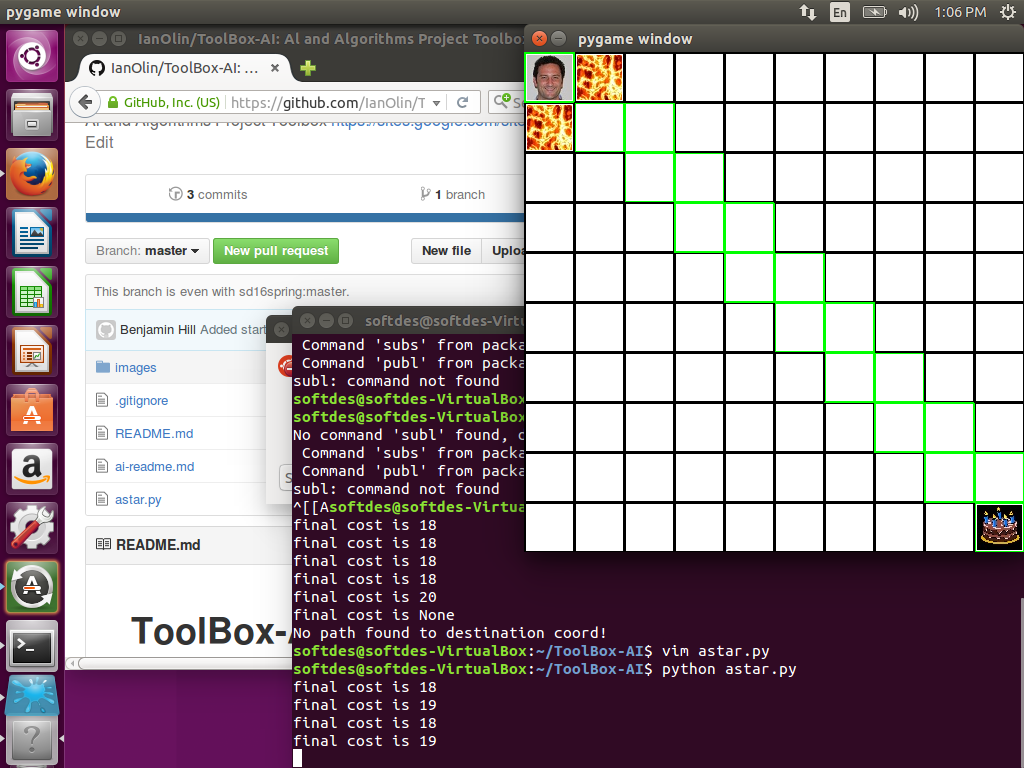 pygame window
En
1:06 PM
IanOlin/ToolBox-AI: AI and Algorithms Project Toolbo
IanOlin/ToolBox-AI: ...
GitHub, Inc. (US)
https://github.com/IanOlin/T
AI and Algorithms Project Toolbox https://sites.google.com/site
Edit
3 commits
1 branch
Branch: master
New pull request
New file
Uploa
This branch is even with sd16spring:master.
Benjamin Hill Added start
images
.gitignore
README.md
ai-readme.md
astar.py
README.md
ToolBox-A
pygame window
softdes@softdes-Virtu
Command 'subs' from packa
Command 'publ' from packa
subl: command not found
softdes@softdes-VirtualBox
softdes@softdes-VirtualBox
No command 'subl' found, d
Command 'subs' from packa
Command 'publ' from packa
subl: command not found
^[[Asoftdes@softdes-Virtua
final cost is 18
final cost is 18
final cost is 18
final cost is 18
final cost is 20
final cost is None
No path found to destination coord!
softdes@softdes-VirtualBox:~/ToolBox-AI$ vim astar.py
softdes@softdes-VirtualBox:~/ToolBox-AI$ python astar.py
final cost is 18
final cost is 19
final cost is 18
final cost is 19